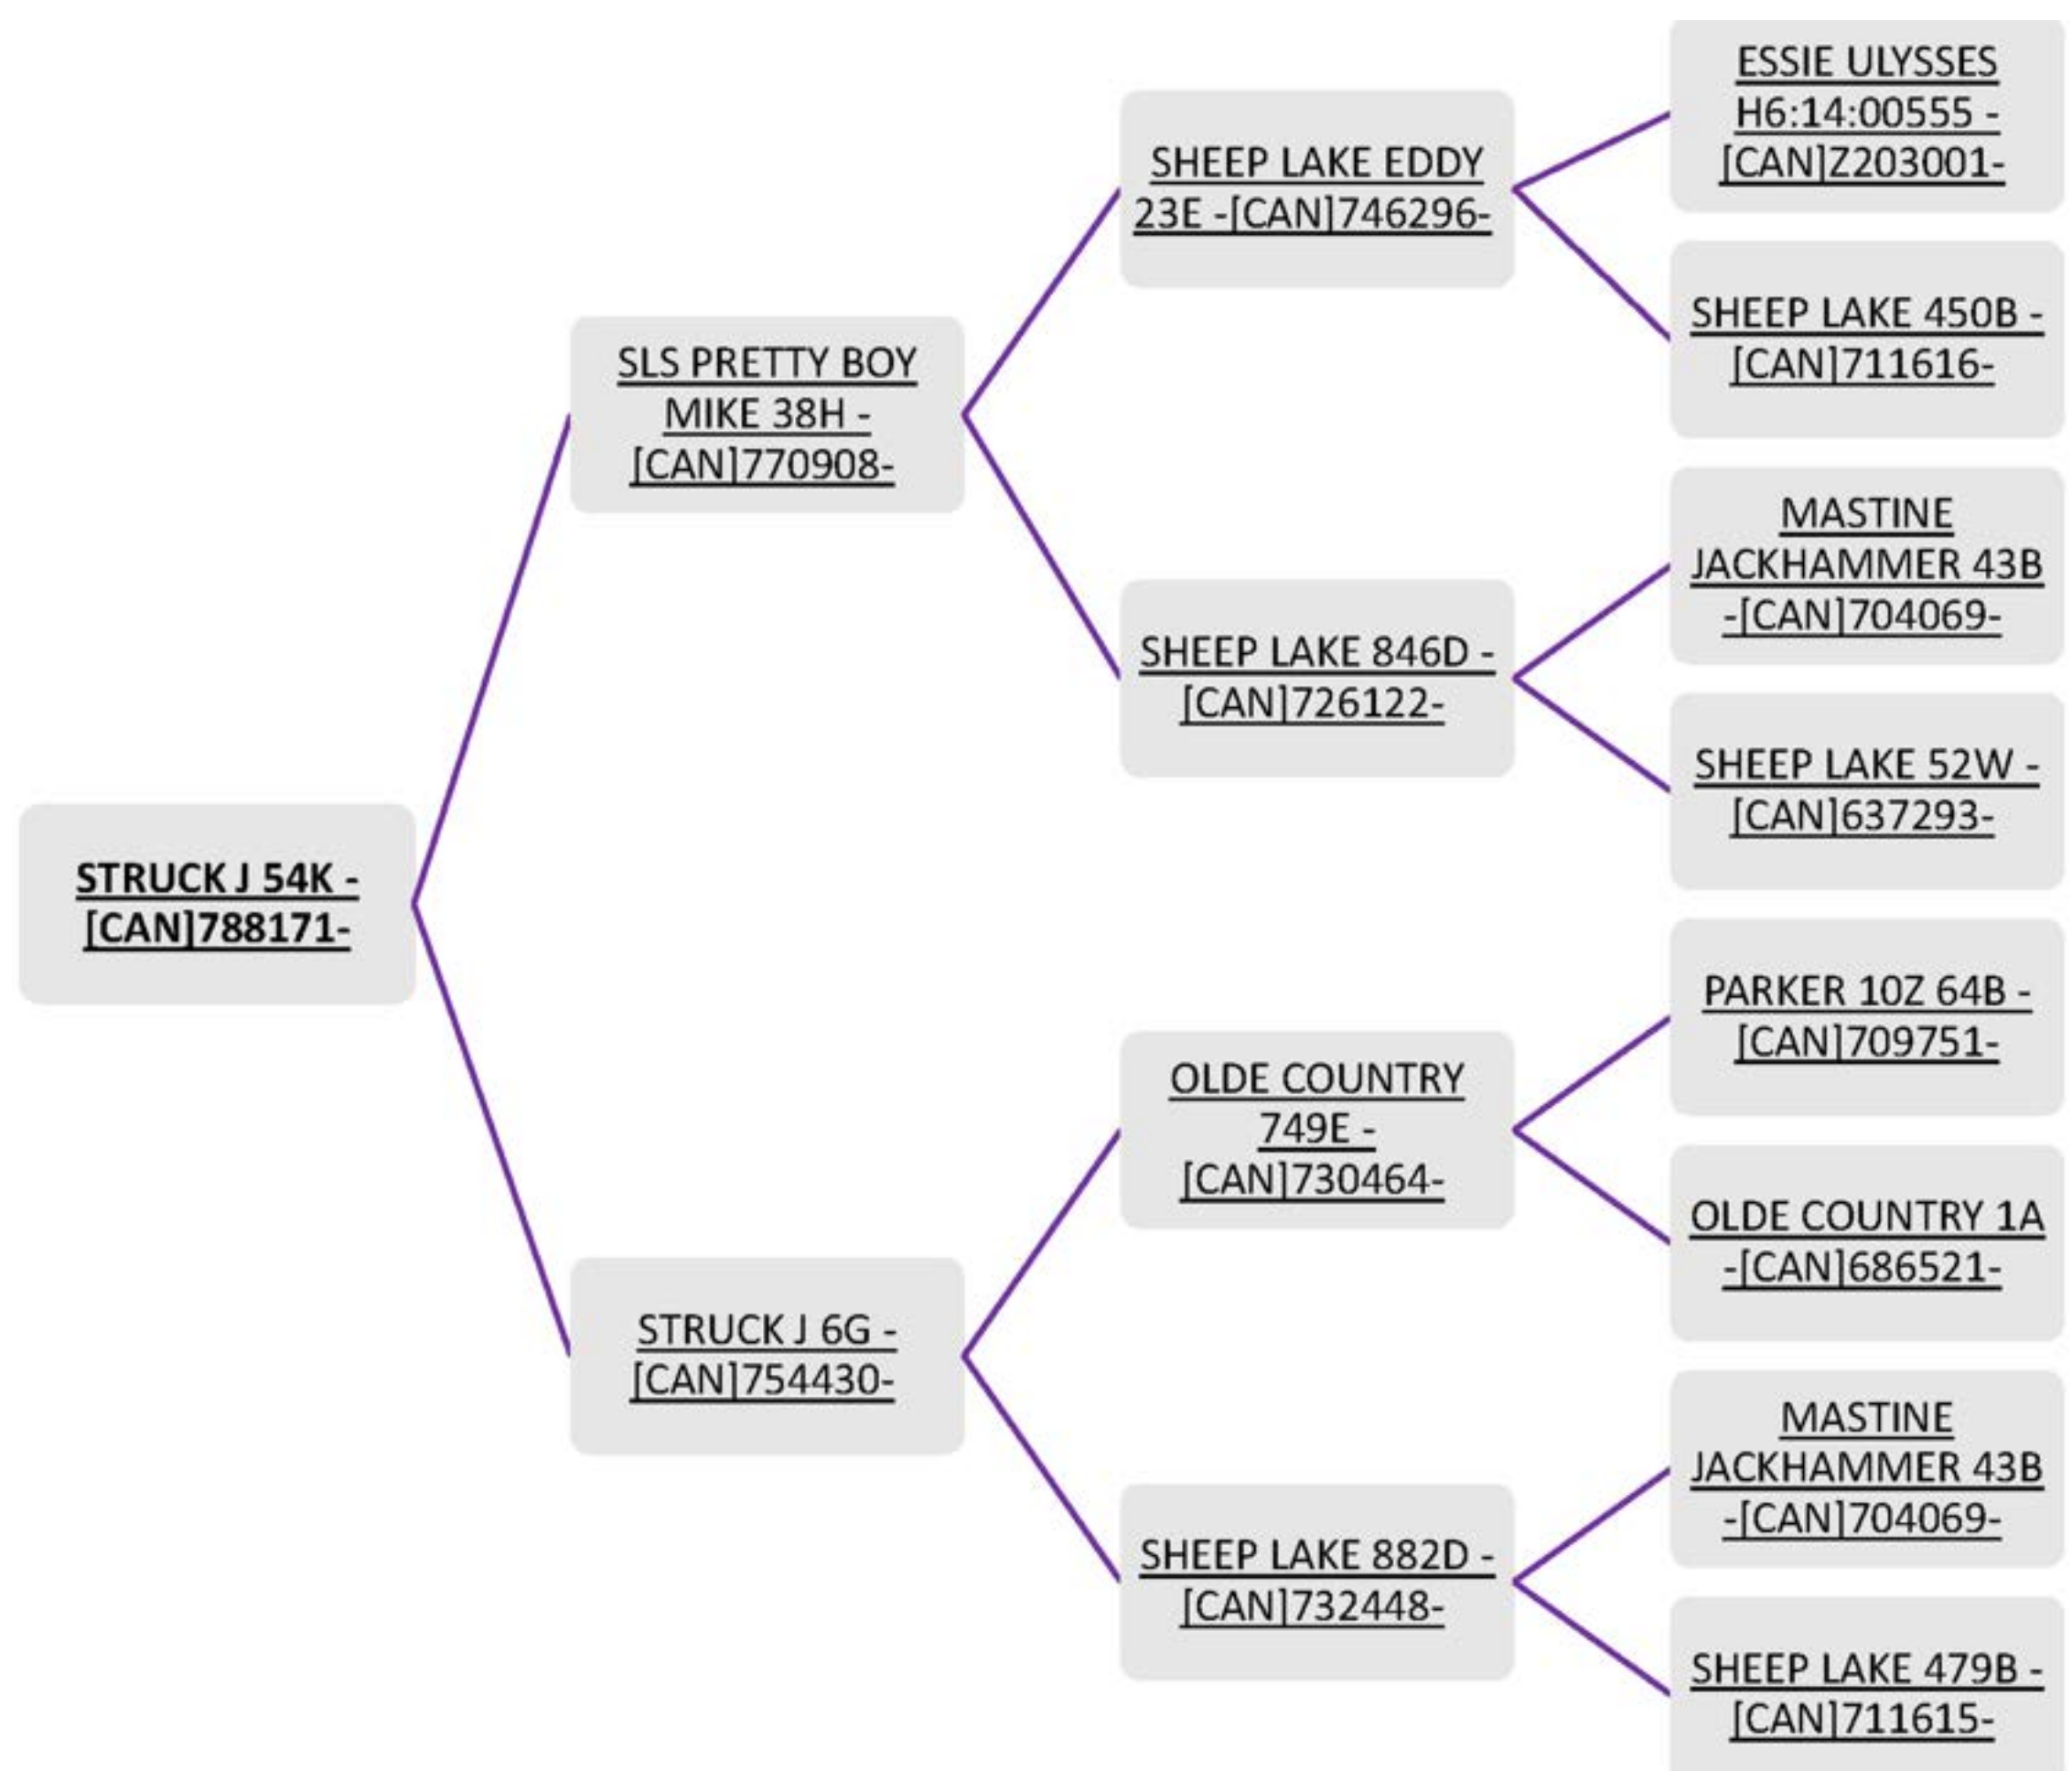 ESSIE ULYSSES
H6:14:00555 -
[CAN]Z203001-
SHEEP LAKE EDDY
23E -[CAN]746296-
SHEEP LAKE 450B -
[CAN]711616-
SLS PRETTY BOY
MIKE 38H -
[CAN]770908-
MASTINE
JACKHAMMER 43B
-[CAN]704069-
SHEEP LAKE 846D -
[CAN]726122-
SHEEP LAKE 52W -
[CAN]637293-
STRUCK J 54K -
[CAN]788171-
PARKER 10Z 64B -
[CAN]709751-
OLDE COUNTRY
749E -
[CAN]730464-
OLDE COUNTRY 1A
-[CAN]686521-
STRUCK J 6G -
[CAN]754430-
MASTINE
JACKHAMMER 43B
-[CAN]704069-
SHEEP LAKE 882D -
[CAN]732448-
SHEEP LAKE 479B -
[CAN]711615-